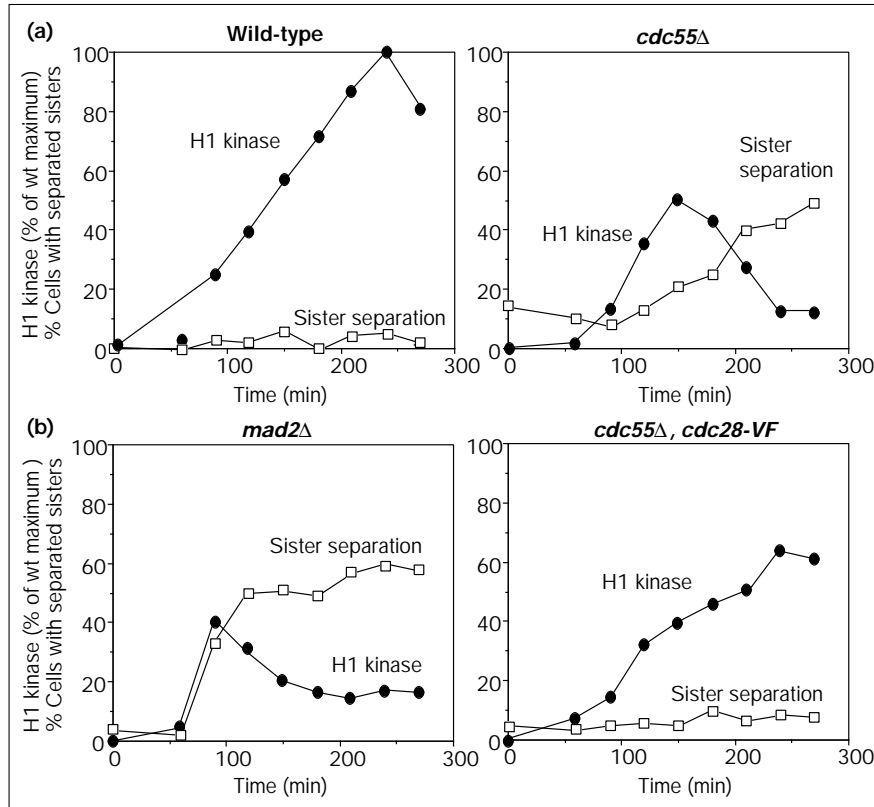 (a)
Wild-type
H1 kinase (% of wt maximum)
% Cells with separated sisters
100
80
60
40
20
0
H1 kinase
Sister separation
0
100
200
300
Time (min)
cdc55Δ
100
80
60
40
20
0
Sister
separation
H1 kinase
0
100
200
300
Time (min)
(b)
mad2Δ
H1 kinase (% of wt maximum )
% Cells with separated sisters
100
80
60
40
20
0
Sister separation
H1 kinase
0
100
200
300
Time (min)
cdc55Δ, cdc28-VF
100
80
60
40
20
0
H1 kinase
Sister separation
0
100
200
300
Time (min)